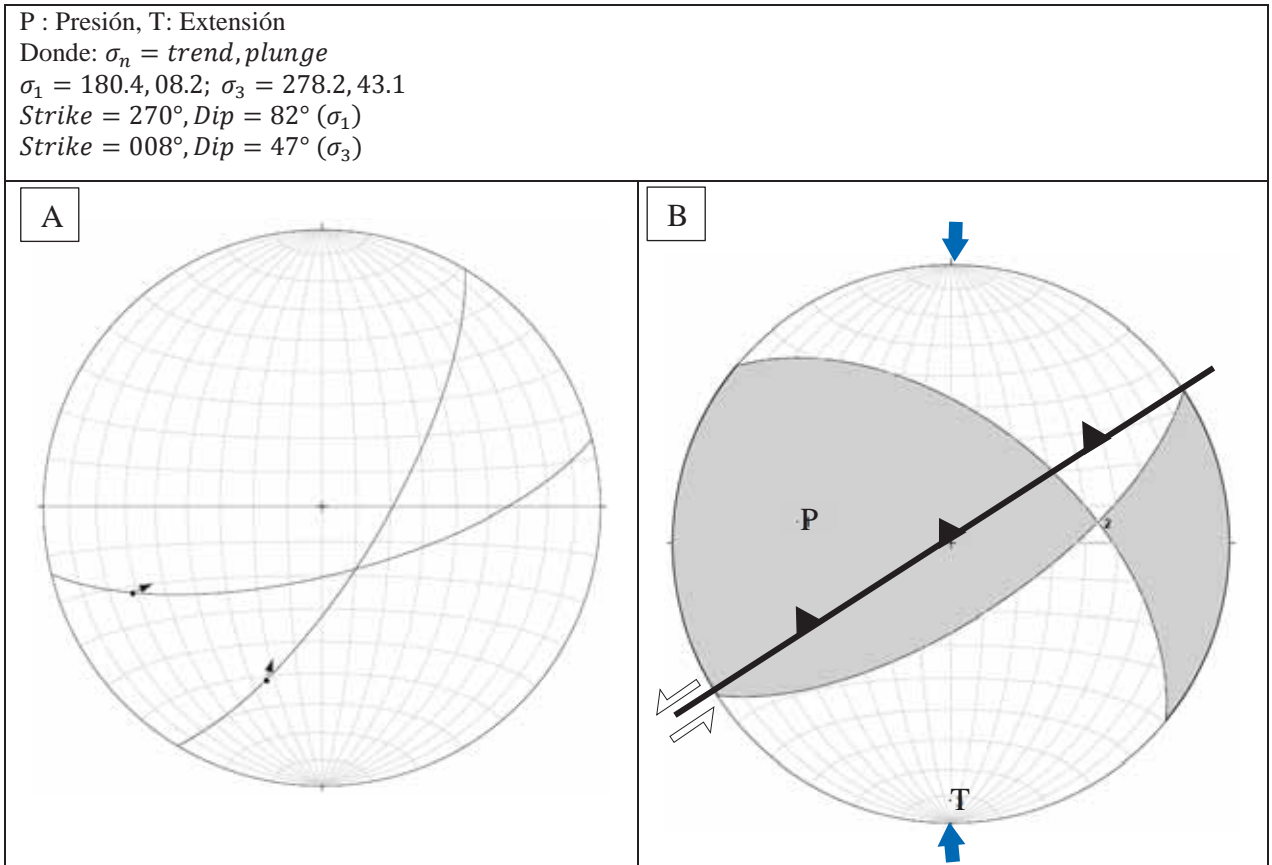 P : Presión, T: Extensión
Donde: σₙ = trend, plunge
σ₁ = 180.4, 08.2; σ₃ = 278.2, 43.1
Strike = 270°, Dip = 82° (σ₁)
Strike = 008°, Dip = 47° (σ₃)
A
B
P
2
T